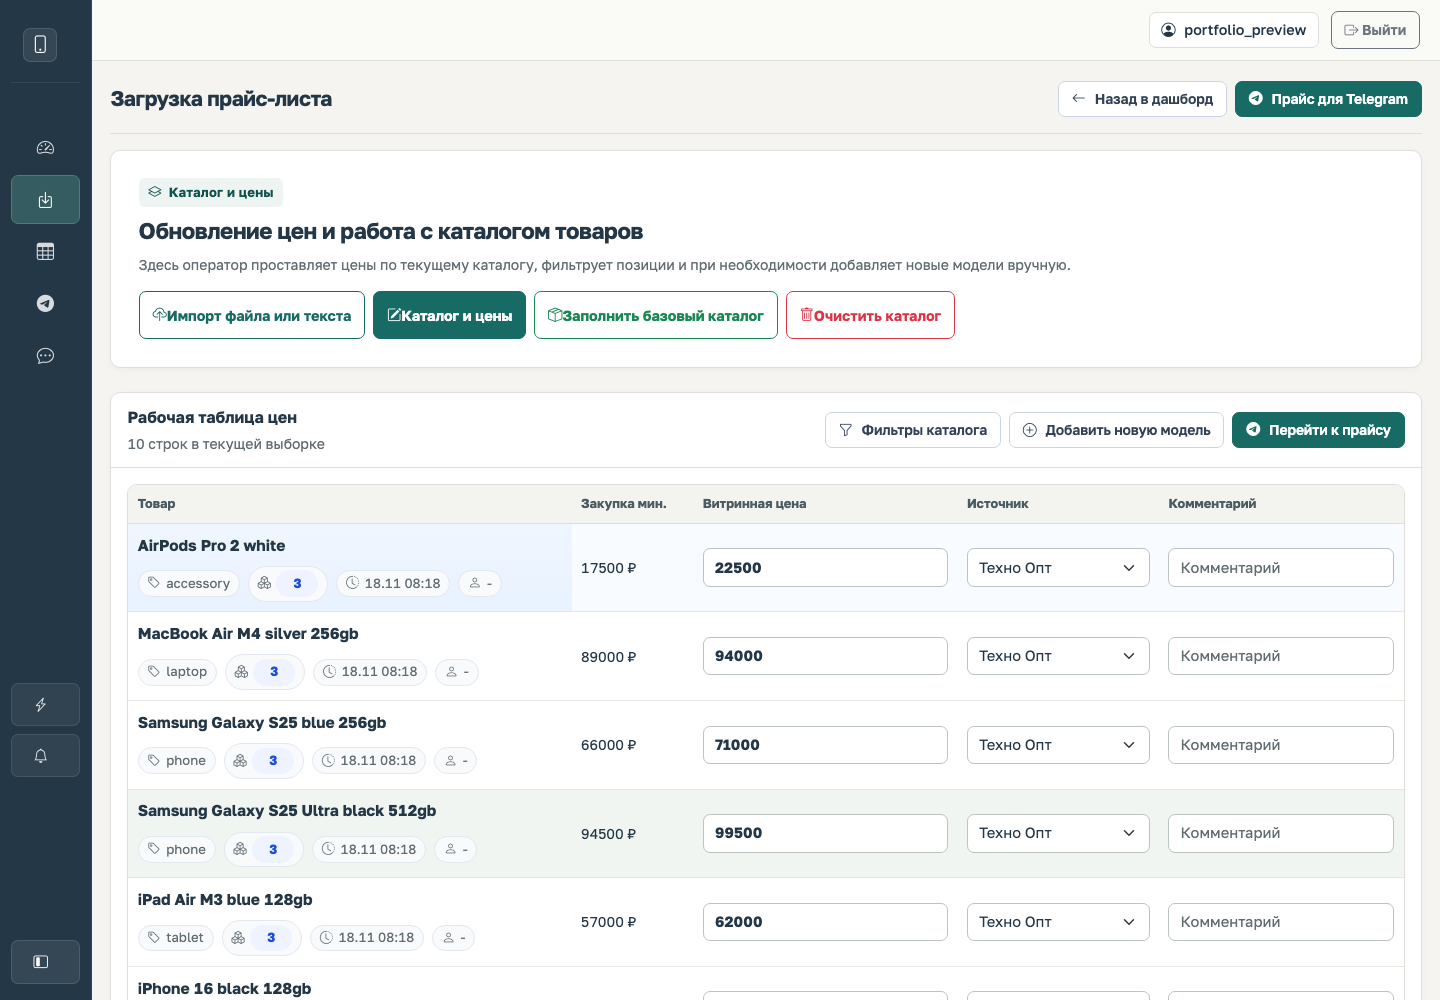 portfolio_preview
Выйти
Загрузка прайс-листа
Назад в дашборд
Прайс для Telegram
Каталог и цены
Обновление цен и работа с каталогом товаров
Здесь оператор проставляет цены по текущему каталогу, фильтрует позиции и при необходимости добавляет новые модели вручную.
Импорт файла или текста
Каталог и цены
Заполнить базовый каталог
Очистить каталог
Рабочая таблица цен
10 строк в текущей выборке
Фильтры каталога
Добавить новую модель
Перейти к прайсу
Товар Закупка мин. Витринная цена Источник Комментарий
AirPods Pro 2 white
accessory 3 18.11 08:18 -
17500 ₽ 22500 Техно Опт Комментарий
MacBook Air M4 silver 256gb
laptop 3 18.11 08:18 -
89000 ₽ 94000 Техно Опт Комментарий
Samsung Galaxy S25 blue 256gb
phone 3 18.11 08:18 -
66000 ₽ 71000 Техно Опт Комментарий
Samsung Galaxy S25 Ultra black 512gb
phone 3 18.11 08:18 -
94500 ₽ 99500 Техно Опт Комментарий
iPad Air M3 blue 128gb
tablet 3 18.11 08:18 -
57000 ₽ 62000 Техно Опт Комментарий
iPhone 16 black 128gb